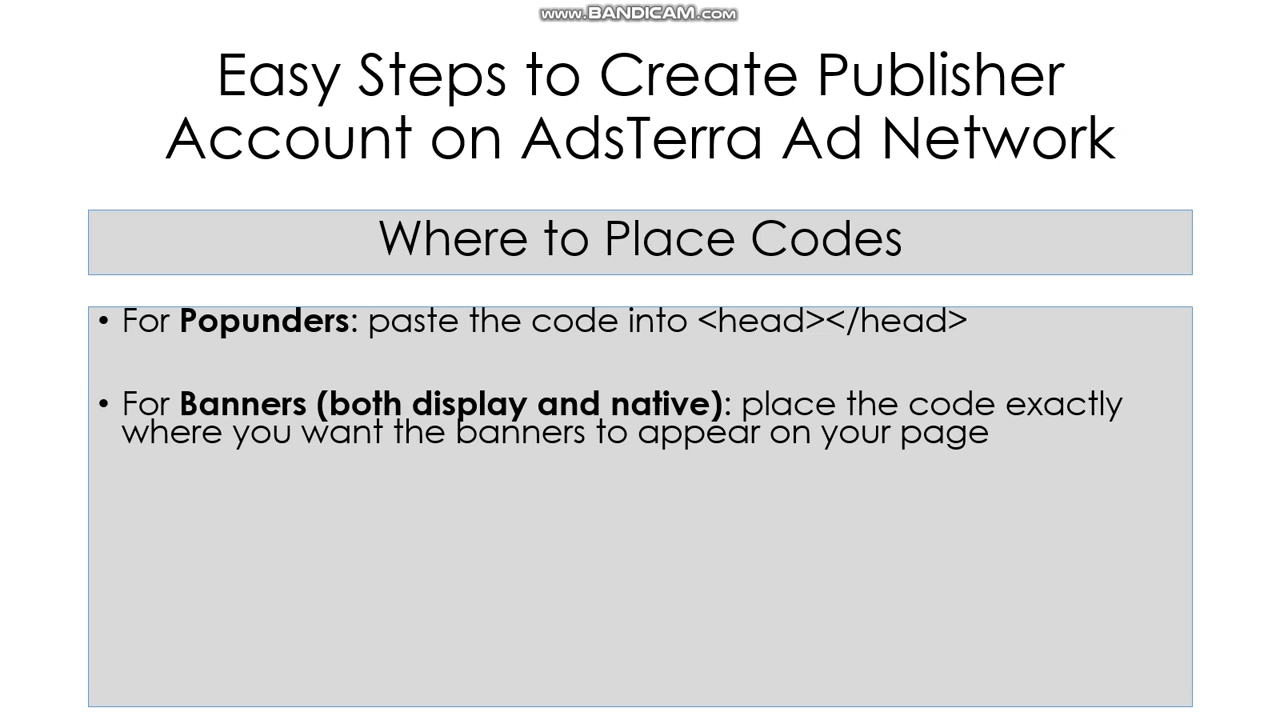 www.BANDICAM.com
Easy Steps to Create Publisher
Account on AdsTerra Ad Network
Where to Place Codes
• For Popunders: paste the code into <head></head>
• For Banners (both display and native): place the code exactly
where you want the banners to appear on your page